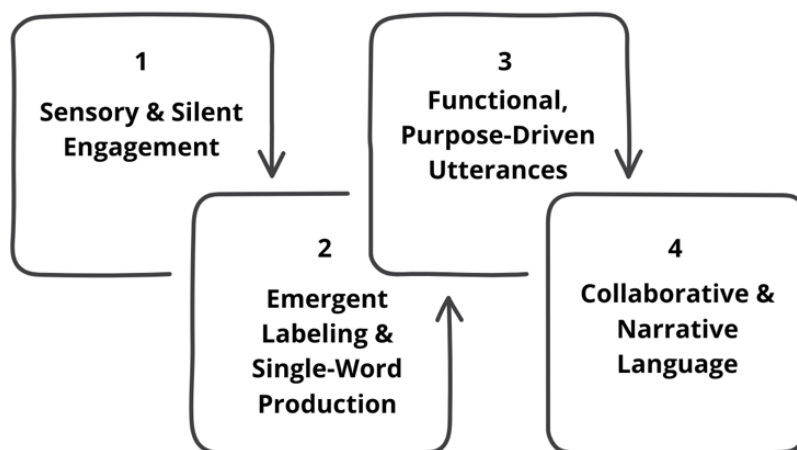 1
Sensory & Silent
Engagement
2
Emergent
Labeling &
Single-Word
Production
3
Functional,
Purpose-Driven
Utterances
4
Collaborative &
Narrative
Language